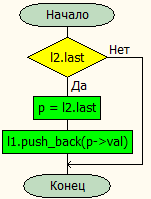 Начало
l2.last
Нет
Да
p = l2.last
l1.push_back(p->val)
Конец